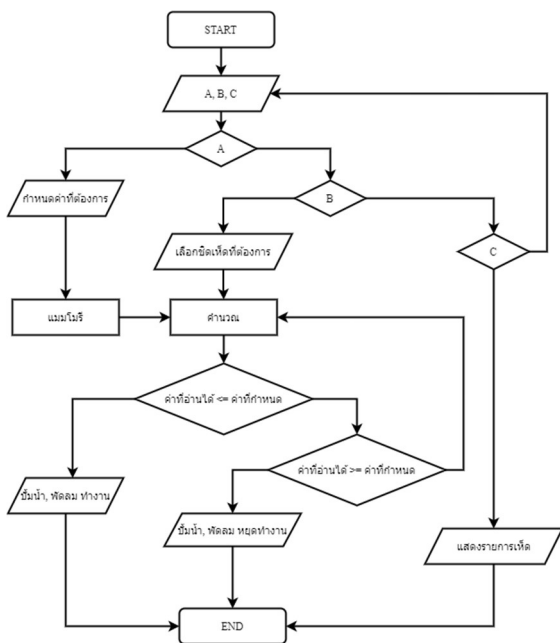 START
A, B, C
A
กำหนดค่าที่ต้องการ
B
เลือกชิดเห็ดที่ต้องการ
C
แมมโมรี
คำนวณ
ค่าที่อ่านได้ <= ค่าที่กำหนด
ค่าที่อ่านได้ >= ค่าที่กำหนด
ปั้มน้ำ, พัดลม ทำงาน
ปั้มน้ำ, พัดลม หยุดทำงาน
แสดงรายการเห็ด
END